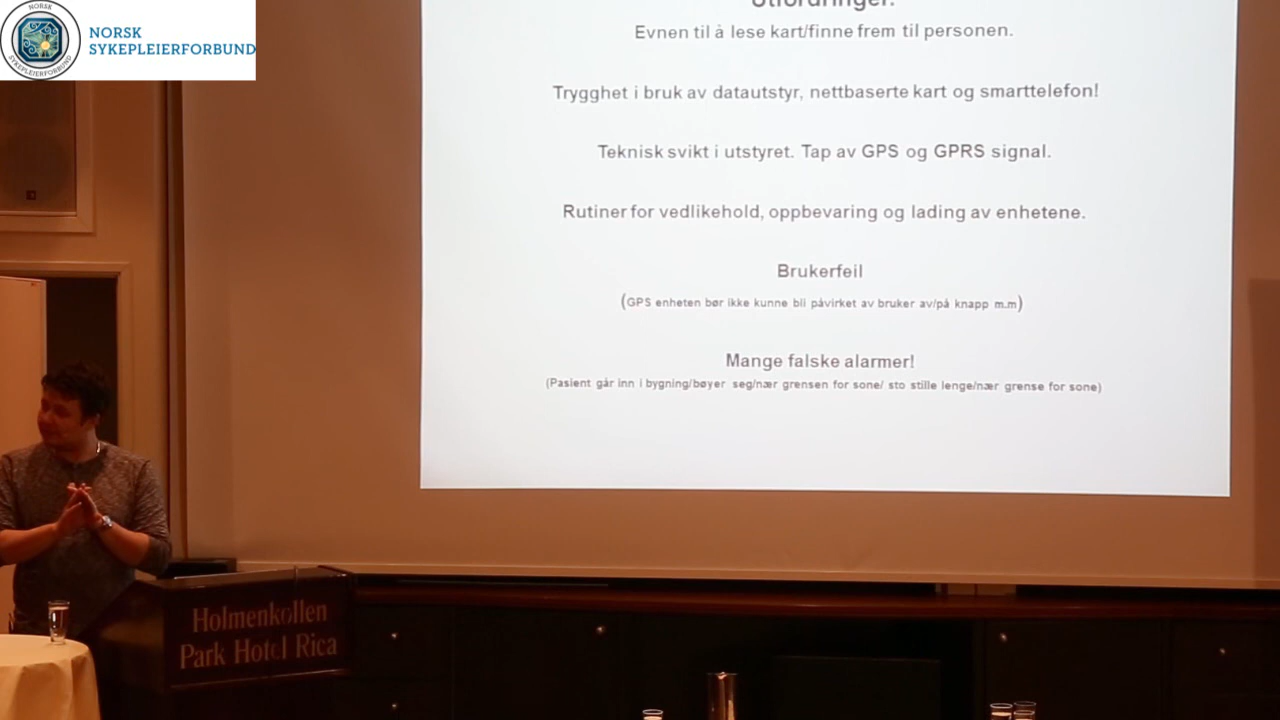 NORSK
SYKEPLEIERFORBUND
NORSK
SYKEPLEIERFORBUND
Utfordringer:
Evnen til å lese kart/finne frem til personen.
Trygghet i bruk av datautstyr, nettbaserte kart og smarttelefon!
Teknisk svikt i utstyret. Tap av GPS og GPRS signal.
Rutiner for vedlikehold, oppbevaring og lading av enhetene.
Brukerfeil
(GPS enheten bør ikke kunne bli påvirket av bruker av/på knapp m.m)
Mange falske alarmer!
(Pasient går inn i bygning/bøyer seg/nær grensen for sone/ sto stille lenge/nær grense for sone)
Holmenkollen
Park Hotel Rica